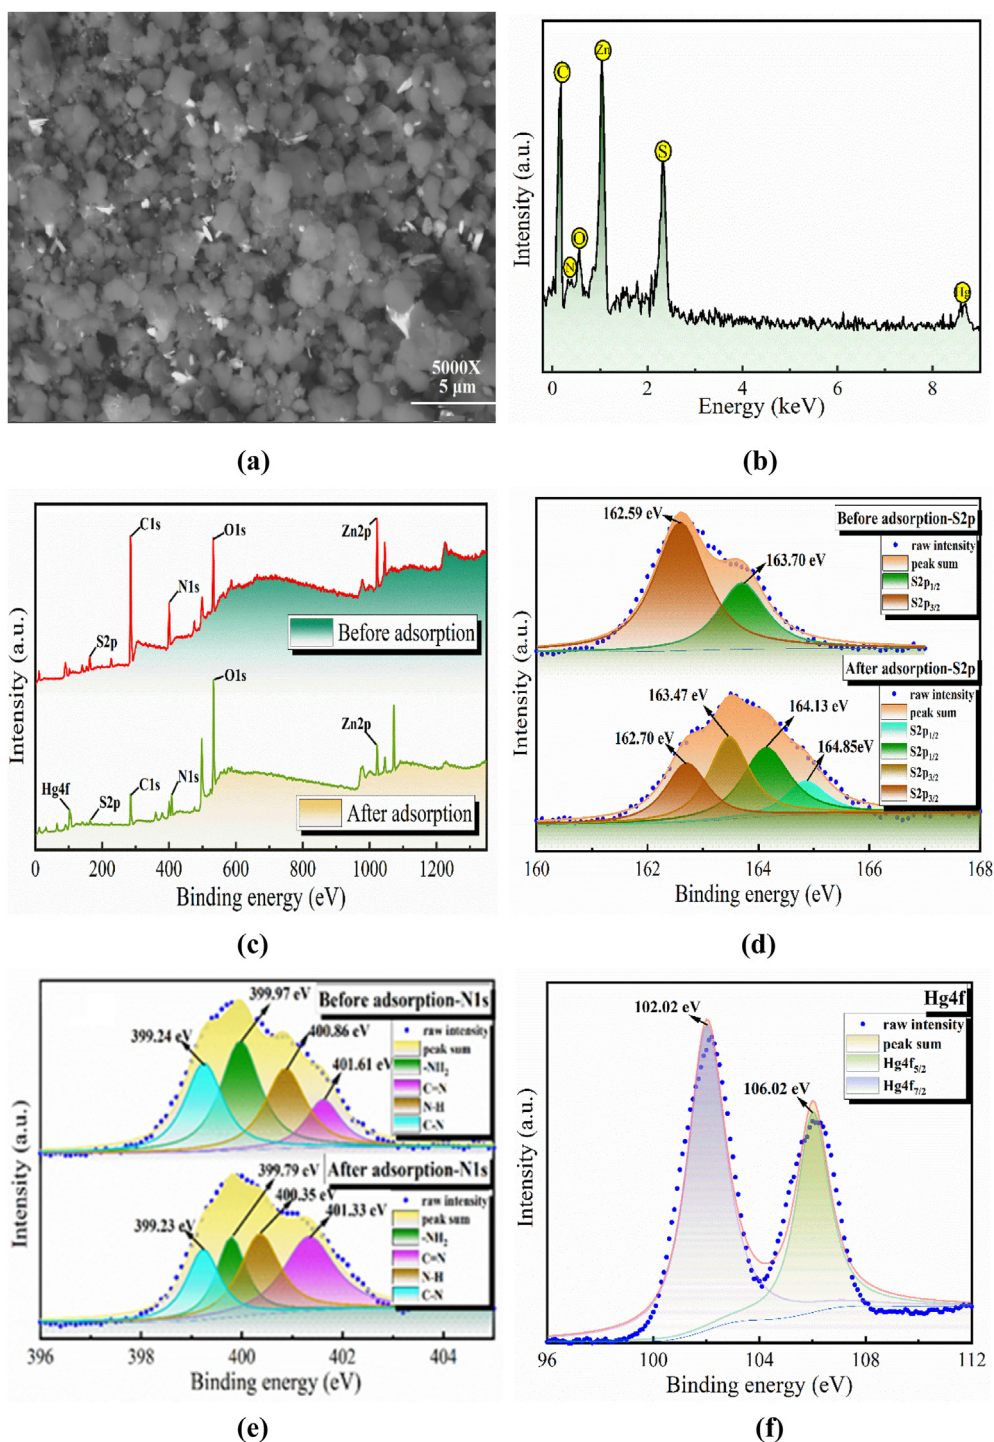 5000X
5 μm
(a)
Intensity (a.u.)
C
Zn
N
O
S
Hg
0 2 4 6 8
Energy (keV)
(b)
Intensity (a.u.)
C1s
O1s
Zn2p
N1s
S2p
Before adsorption
O1s
Zn2p
Hg4f
S2p
C1s
N1s
After adsorption
0 200 400 600 800 1000 1200
Binding energy (eV)
(c)
Intensity (a.u.)
162.59 eV
163.70 eV
Before adsorption-S2p
raw intensity
peak sum
S2p1/2
S2p3/2
After adsorption-S2p
163.47 eV
164.13 eV
162.70 eV
164.85eV
raw intensity
peak sum
S2p1/2
S2p1/2
S2p3/2
S2p3/2
160 162 164 166 168
Binding energy (eV)
(d)
Intensity (a.u.)
399.97 eV
399.24 eV
400.86 eV
401.61 eV
Before adsorption-N1s
raw intensity
peak sum
-NH2
C=N
N-H
C-N
After adsorption-N1s
399.79 eV
400.35 eV
399.23 eV
401.33 eV
raw intensity
peak sum
-NH2
C=N
N-H
C-N
396 398 400 402 404
Binding energy (eV)
(e)
Intensity (a.u.)
102.02 eV
106.02 eV
Hg4f
raw intensity
peak sum
Hg4f5/2
Hg4f7/2
96 100 104 108 112
Binding energy (eV)
(f)